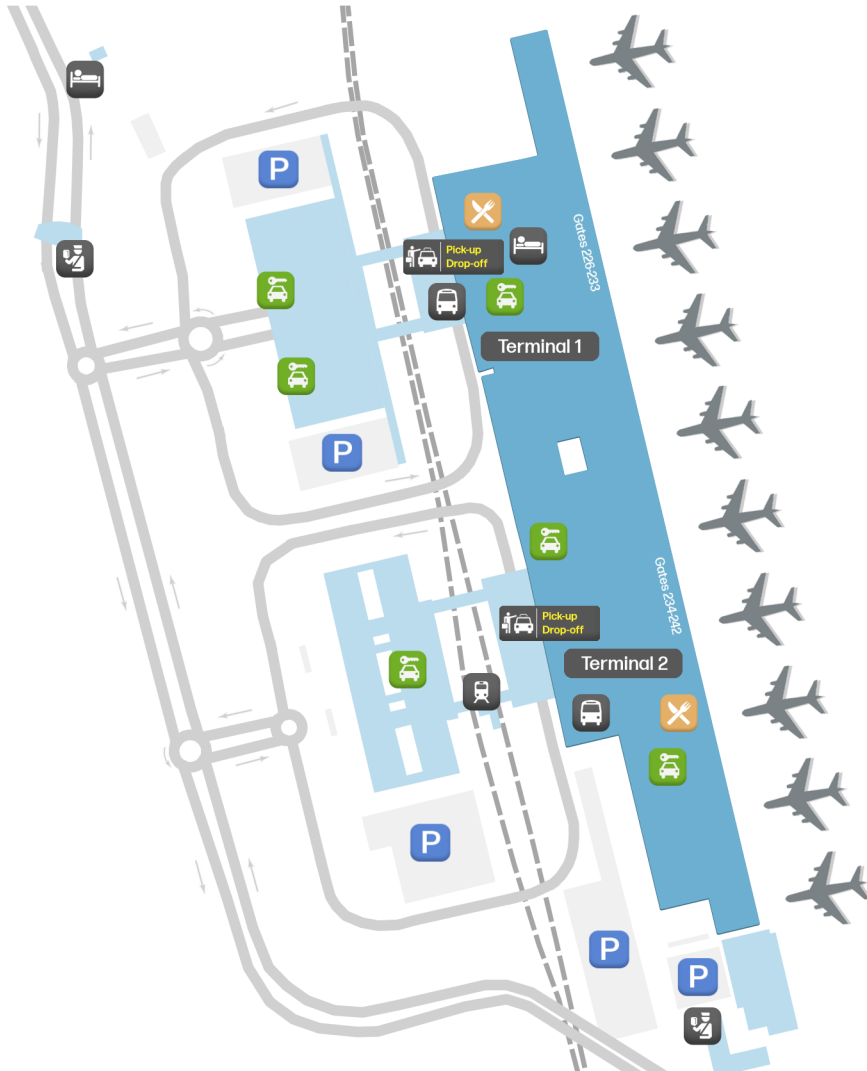 P
Pick-up
Drop-off
Gates 226-233
Terminal 1
P
Gates 234-242
Pick-up
Drop-off
Terminal 2
P
P
P